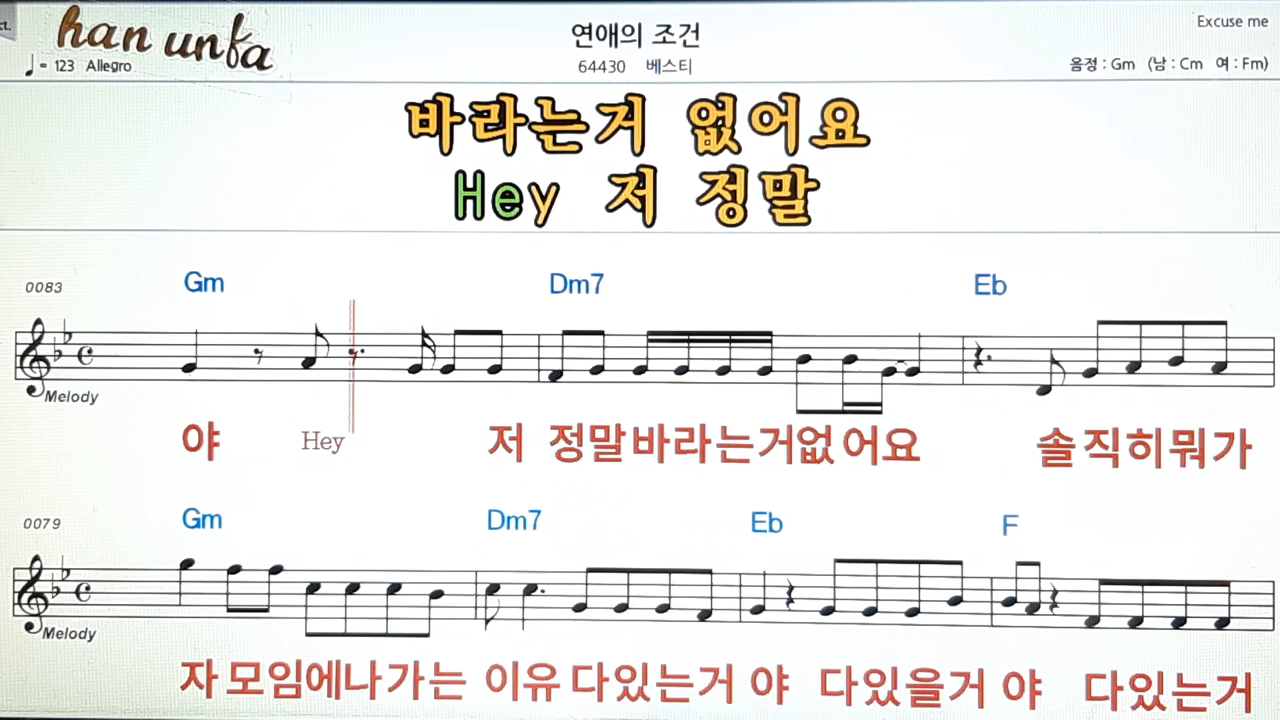 ct.
han unfa
연애의 조건
Excuse me
♩= 123 Allegro
64430 베스티
음정 : Gm (남 : Cm 여 : Fm)
바라는거 없어요
Hey 저 정말
0083 Gm Dm7 Eb
Melody
야 Hey 저 정말바라는거없어요 솔직히뭐가
0079 Gm Dm7 Eb F
Melody
자모임에나가는 이유 다있는거 야 다있을거 야 다있는거